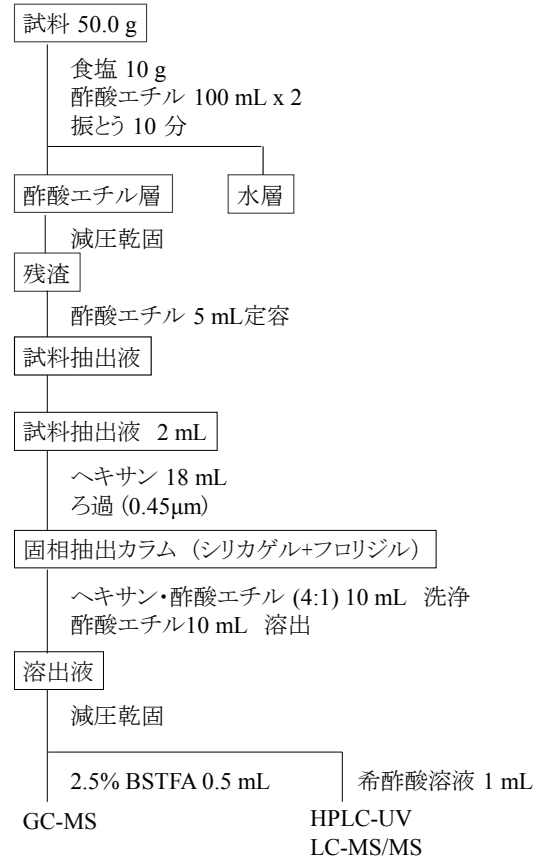 試料 50.0 g
食塩 10 g
酢酸エチル 100 mL x 2
振とう 10 分
酢酸エチル層
水層
減圧乾固
残渣
酢酸エチル 5 mL定容
試料抽出液
試料抽出液 2 mL
ヘキサン 18 mL
ろ過 (0.45μm)
固相抽出カラム (シリカゲル+フロリジル)
ヘキサン・酢酸エチル (4:1) 10 mL 洗浄
酢酸エチル10 mL 溶出
溶出液
減圧乾固
2.5% BSTFA 0.5 mL
希酢酸溶液 1 mL
GC-MS
HPLC-UV
LC-MS/MS